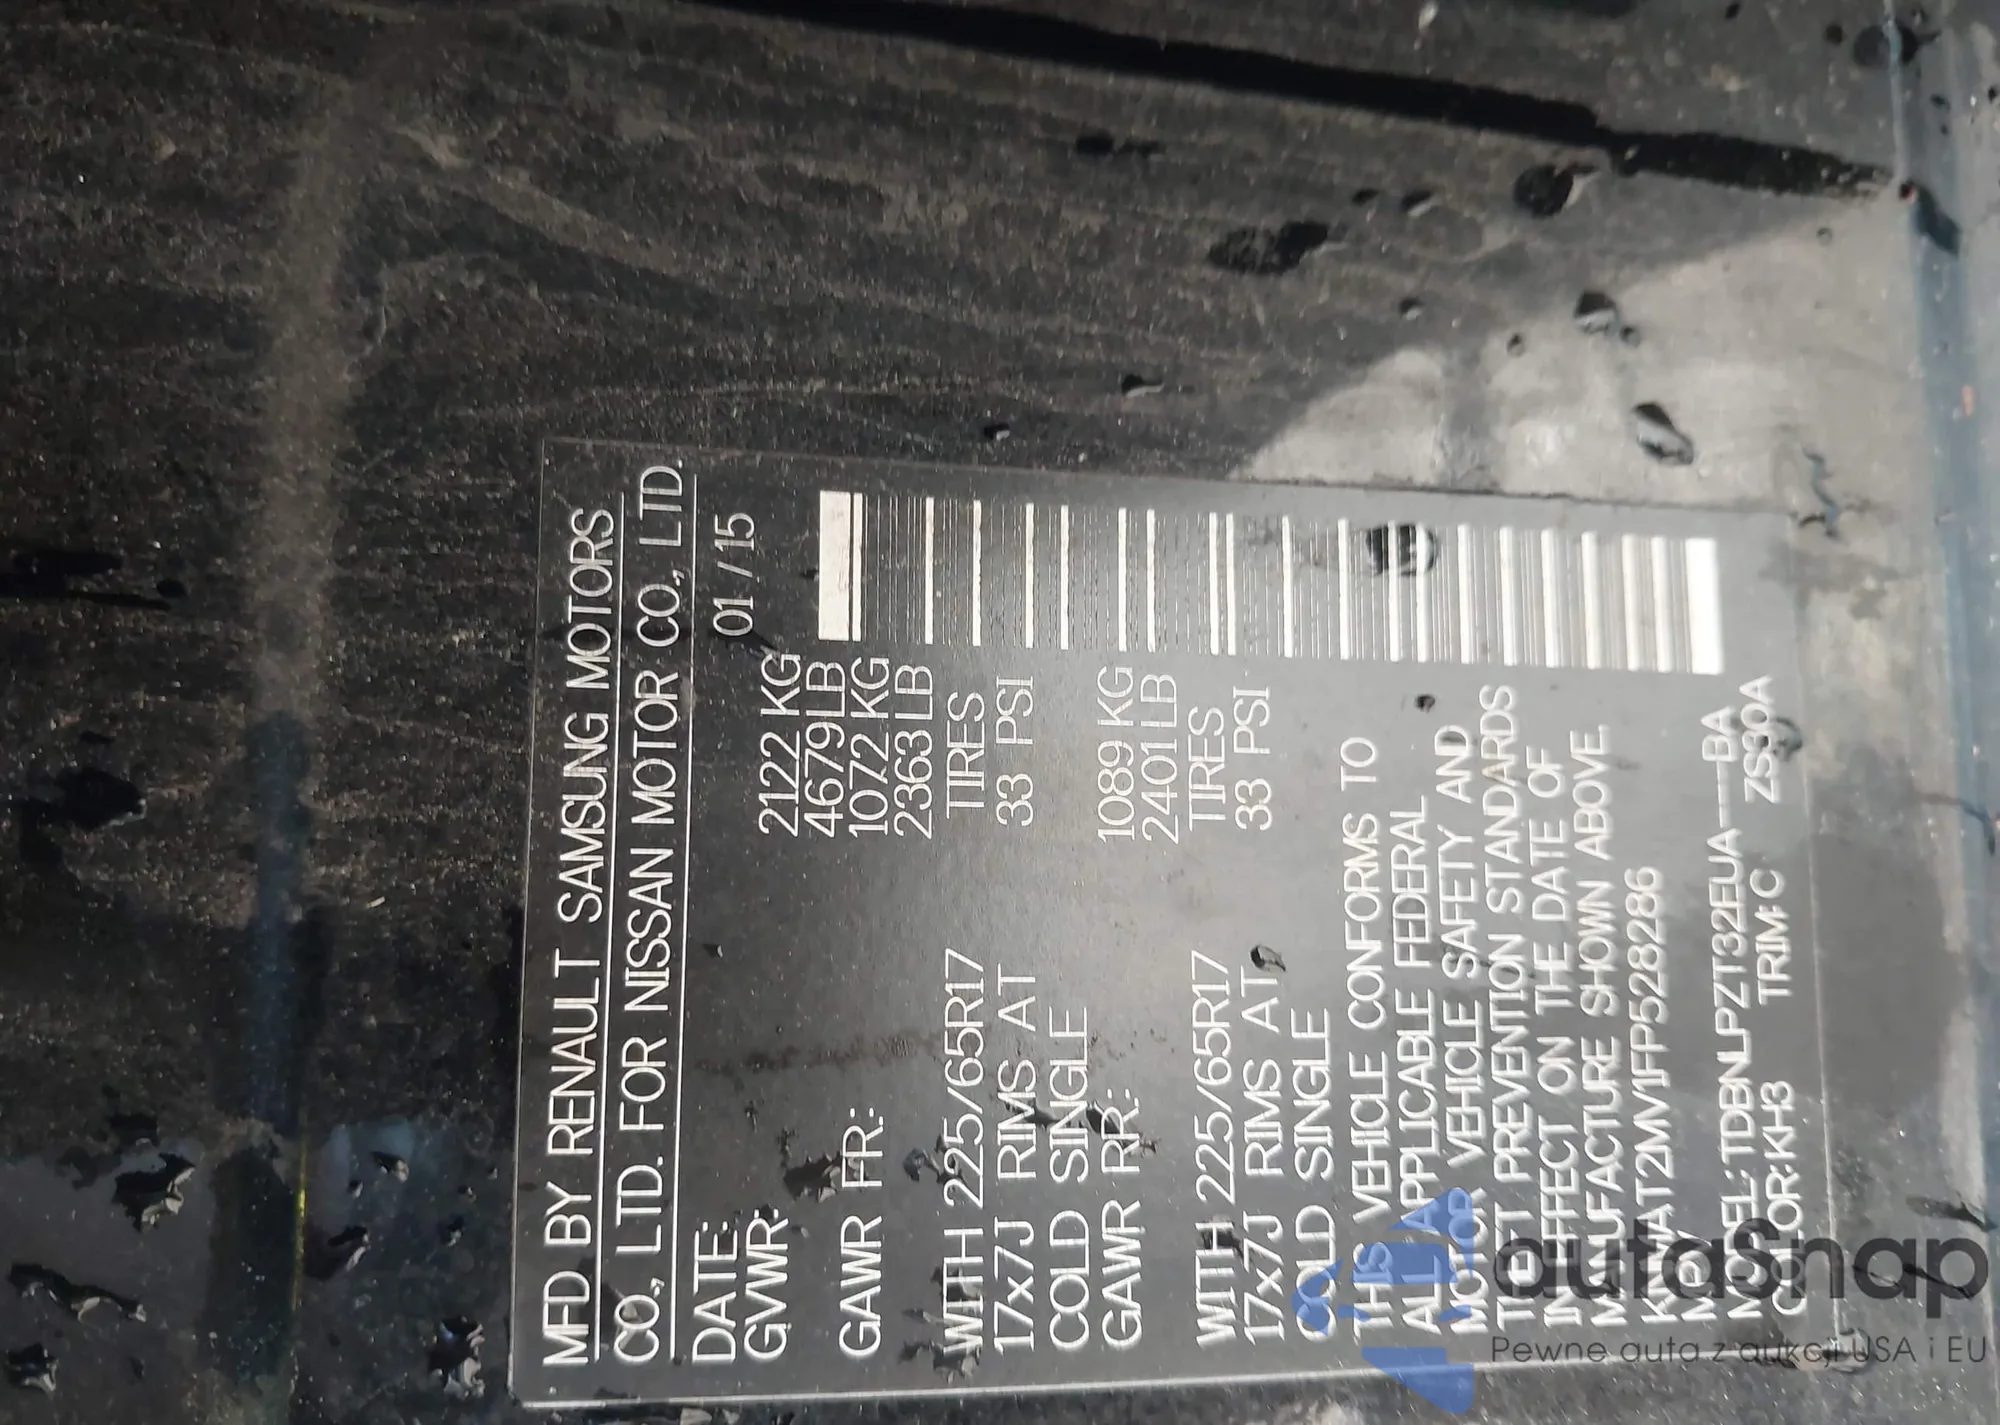 MFD BY RENAULT SAMSUNG MOTORS
CO., LTD. FOR NISSAN MOTOR CO., LTD.
DATE: 01 / 15
GVWR: 2122 KG
4679 LB
GAWR FR: 1072 KG
2363 LB
WITH 225/65R17 TIRES
17x7J RIMS AT 33 PSI
COLD SINGLE
GAWR RR: 1089 KG
2401 LB
WITH 225/65R17 TIRES
17x7J RIMS AT 33 PSI
COLD SINGLE
THIS VEHICLE CONFORMS TO
ALL APPLICABLE FEDERAL
MOTOR VEHICLE SAFETY AND
THEFT PREVENTION STANDARDS
IN EFFECT ON THE DATE OF
MANUFACTURE SHOWN ABOVE.
KNMAT2MV1FP528286
MPV
MODEL: TDBNLPZT32EUA----BA
COLOR: KH3 TRIM: C ZSS0A
autaSnap
Pewne auta z aukcji USA i EU